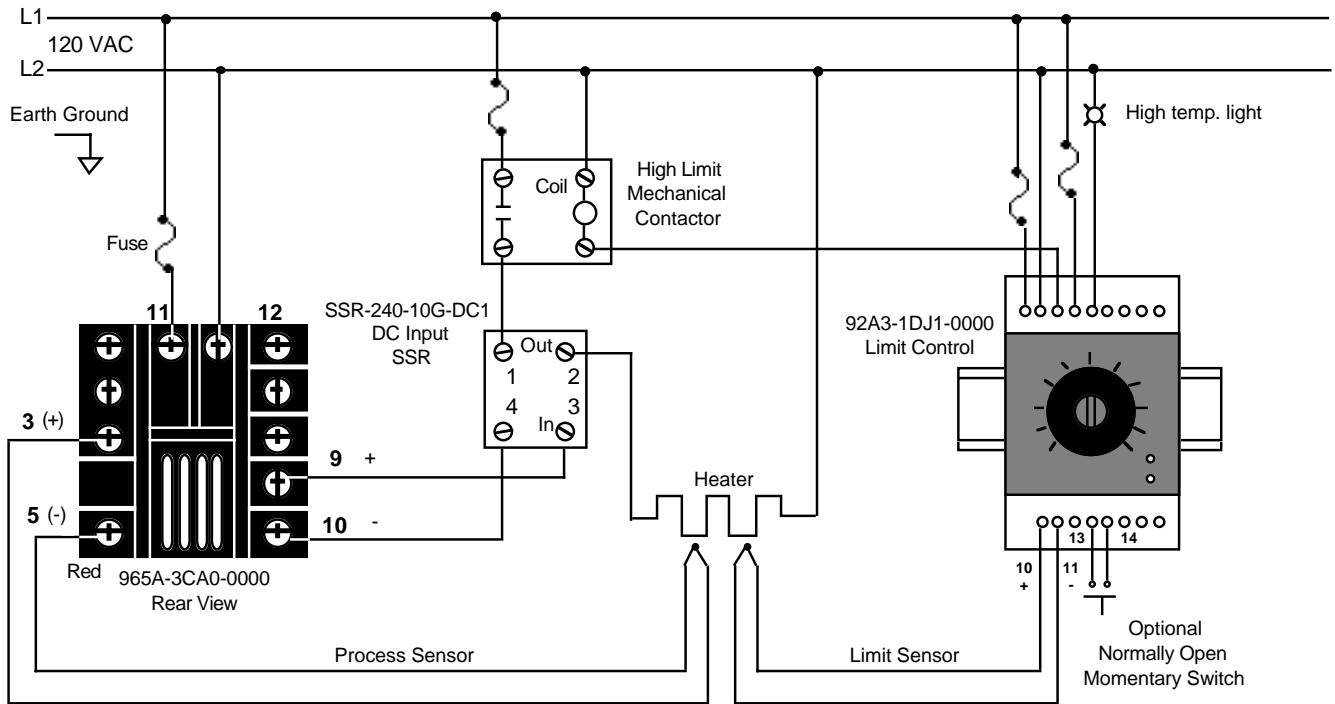 L1
120 VAC
L2
Earth Ground
High temp. light
Coil
High Limit
Mechanical
Contactor
Fuse
11
12
SSR-240-10G-DC1
DC Input
SSR
Out
1
2
4
3
In
92A3-1DJ1-0000
Limit Control
3 (+)
9 +
Heater
5 (-)
10 -
13
14
Red
965A-3CA0-0000
Rear View
10
+
11
-
Process Sensor
Limit Sensor
Optional
Normally Open
Momentary Switch